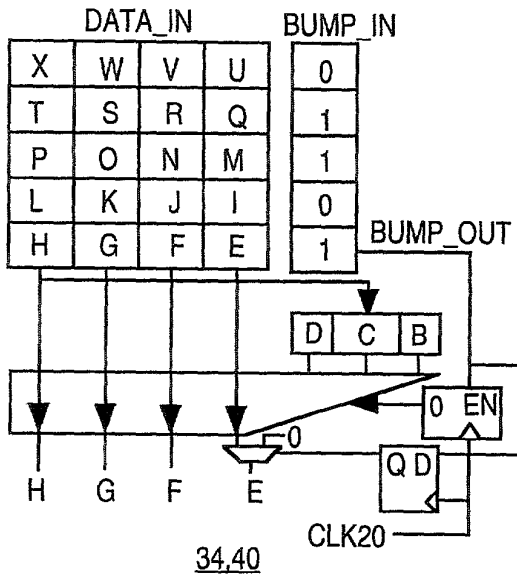 DATA_IN BUMP_IN
X W V U 0
T S R Q 1
P O N M 1
L K J I 0
H G F E 1
BUMP_OUT
D C B
0 EN
0
Q D
H G F E
CLK20
34,40